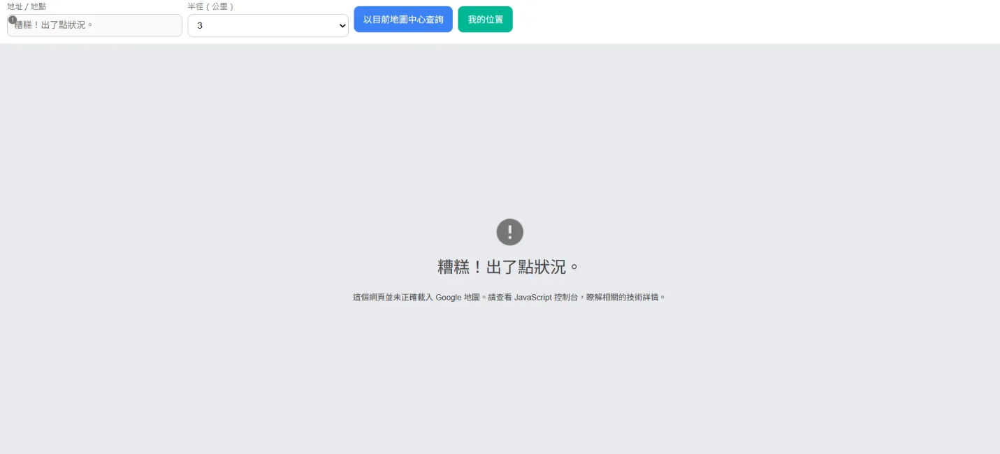 地址 / 地點
糟糕！出了點狀況。
半徑（公里）
3
以目前地圖中心查詢
我的位置
糟糕！出了點狀況。
這個網頁並未正確載入 Google 地圖。請查看 JavaScript 控制台，瞭解相關的技術詳情。